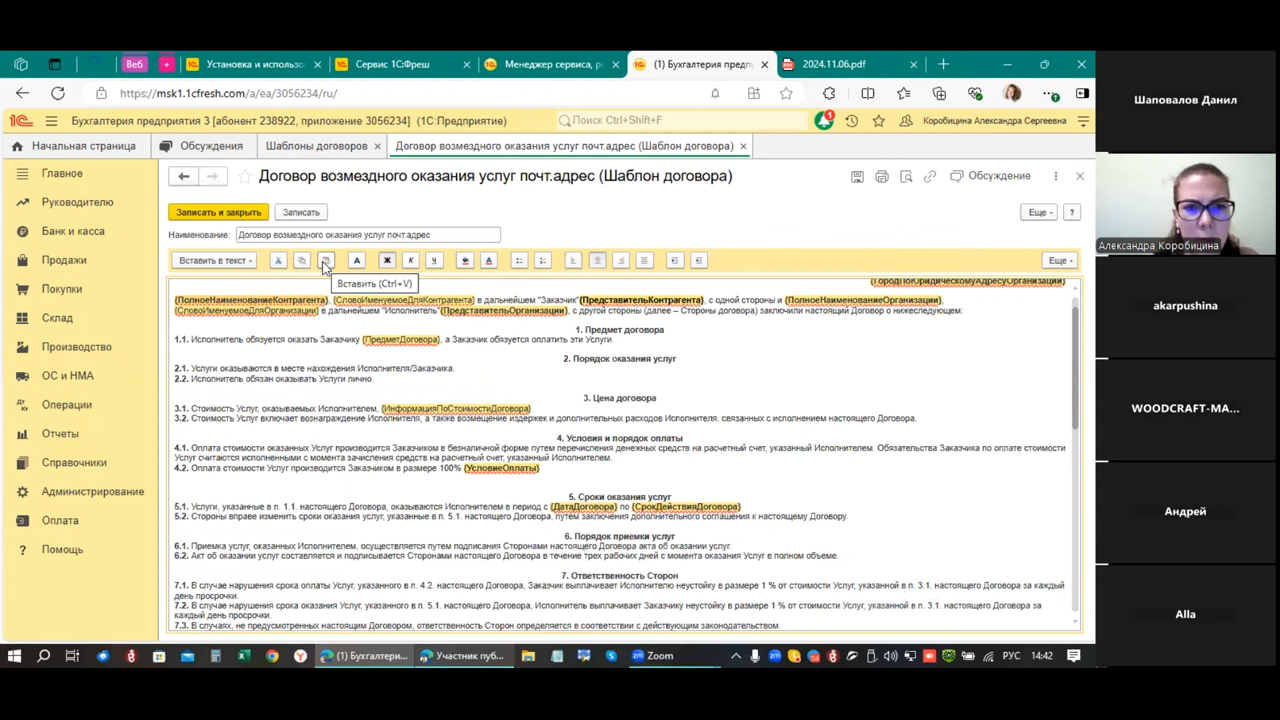 Веб
Установка и использо
Сервис 1С:Фреш
Менеджер сервиса, р
(1) Бухгалтерия предп
2024.11.06.pdf
https://msk1.1cfresh.com/a/ea/3056234/ru/
Бухгалтерия предприятия 3 [абонент 238922, приложение 3056234] (1С:Предприятие)
Поиск Ctrl+Shift+F
1
Коробицина Александра Сергеевна
Начальная страница
Обсуждения
Шаблоны договоров
Договор возмездного оказания услуг почт.адрес (Шаблон договора)
Главное
Руководителю
Банк и касса
Продажи
Покупки
Склад
Производство
ОС и НМА
Операции
Отчеты
Справочники
Администрирование
Оплата
Помощь
Договор возмездного оказания услуг почт.адрес (Шаблон договора)
Обсуждение
Записать и закрыть
Записать
Еще
?
Наименование:
Договор возмездного оказания услуг почт.адрес
Вставить в текст
А
Ж
К
Ч
А
Еще
Вставить (Ctrl+V)
{ГородПоЮридическомуАдресуОрганизации}
{ПолноеНаименованиеКонтрагента}, {СловоИменуемоеДляКонтрагента} в дальнейшем "Заказчик"{ПредставительКонтрагента}, с одной стороны и {ПолноеНаименованиеОрганизации},
{СловоИменуемоеДляОрганизации} в дальнейшем "Исполнитель"{ПредставительОрганизации}, с другой стороны (далее – Стороны договора) заключили настоящий Договор о нижеследующем:
1. Предмет договора
1.1. Исполнитель обязуется оказать Заказчику {ПредметДоговора}, а Заказчик обязуется оплатить эти Услуги.
2. Порядок оказания услуг
2.1. Услуги оказываются в месте нахождения Исполнителя/Заказчика.
2.2. Исполнитель обязан оказывать Услуги лично.
3. Цена договора
3.1. Стоимость Услуг, оказываемых Исполнителем, {ИнформацияПоСтоимостиДоговора}
3.2. Стоимость Услуг включает вознаграждение Исполнителя, а также возмещение издержек и дополнительных расходов Исполнителя, связанных с исполнением настоящего Договора.
4. Условия и порядок оплаты
4.1. Оплата стоимости оказанных Услуг производится Заказчиком в безналичной форме путем перечисления денежных средств на расчетный счет, указанный Исполнителем. Обязательства Заказчика по оплате стоимости
Услуг считаются исполненными с момента зачисления средств на расчетный счет, указанный Исполнителем.
4.2. Оплата стоимости Услуг производится Заказчиком в размере 100% {УсловиеОплаты}
5. Сроки оказания услуг
5.1. Услуги, указанные в п. 1.1. настоящего Договора, оказываются Исполнителем в период с {ДатаДоговора} по {СрокДействияДоговора}
5.2. Стороны вправе изменить сроки оказания услуг, указанные в п. 5.1. настоящего Договора, путем заключения дополнительного соглашения к настоящему Договору.
6. Порядок приемки услуг
6.1. Приемка услуг, оказанных Исполнителем, осуществляется путем подписания Сторонами настоящего Договора акта об оказании услуг.
6.2. Акт об оказании услуг составляется и подписывается Сторонами настоящего Договора в течение трех рабочих дней с момента оказания Услуг в полном объеме.
7. Ответственность Сторон
7.1. В случае нарушения срока оплаты Услуг, указанного в п. 4.2. настоящего Договора, Заказчик выплачивает Исполнителю неустойку в размере 1 % от стоимости Услуг, указанной в п. 3.1. настоящего Договора за каждый
день просрочки.
7.2. В случае нарушения срока оказания Услуг, указанного в п. 5.1. настоящего Договора, Исполнитель выплачивает Заказчику неустойку в размере 1 % от стоимости Услуг, указанной в п. 3.1. настоящего Договора за
каждый день просрочки.
7.3. В случаях, не предусмотренных настоящим Договором, ответственность Сторон определяется в соответствии с действующим законодательством.
Шаповалов Данил
Александра Коробицина
akarpushina
WOODCRAFT-MA...
Андрей
Alla
(1) Бухгалтери...
Участник пуб...
Zoom
РУС
14:42